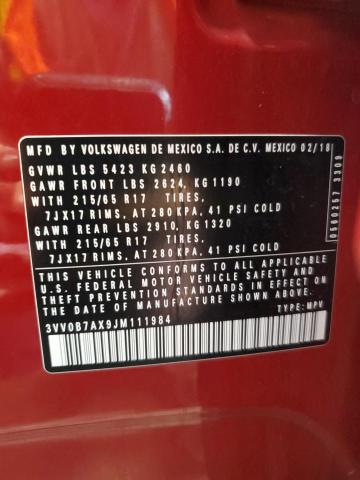 MFD BY VOLKSWAGEN DE MEXICO S.A. DE C.V. MEXICO 02/18
GVWR LBS 5423 KG 2460
GAWR FRONT LBS 2624, KG 1190
WITH 215/65 R17 TIRES,
7JX17 RIMS, AT 280 KPA, 41 PSI COLD
GAWR REAR LBS 2910, KG 1320
WITH 215/65 R17 TIRES,
7JX17 RIMS, AT 280 KPA, 41 PSI COLD
THIS VEHICLE CONFORMS TO ALL APPLICABLE
U.S. FEDERAL MOTOR VEHICLE SAFETY AND
THEFT PREVENTION STANDARDS IN EFFECT ON
THE DATE OF MANUFACTURE SHOWN ABOVE.
3VV0B7AX9JM111984 TYPE: MPV
0560257 3309